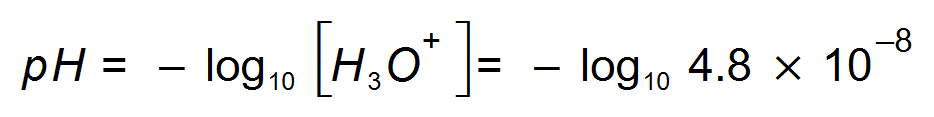 pH = – log₁₀ [H₃O⁺] = – log₁₀ 4.8 × 10⁻⁸